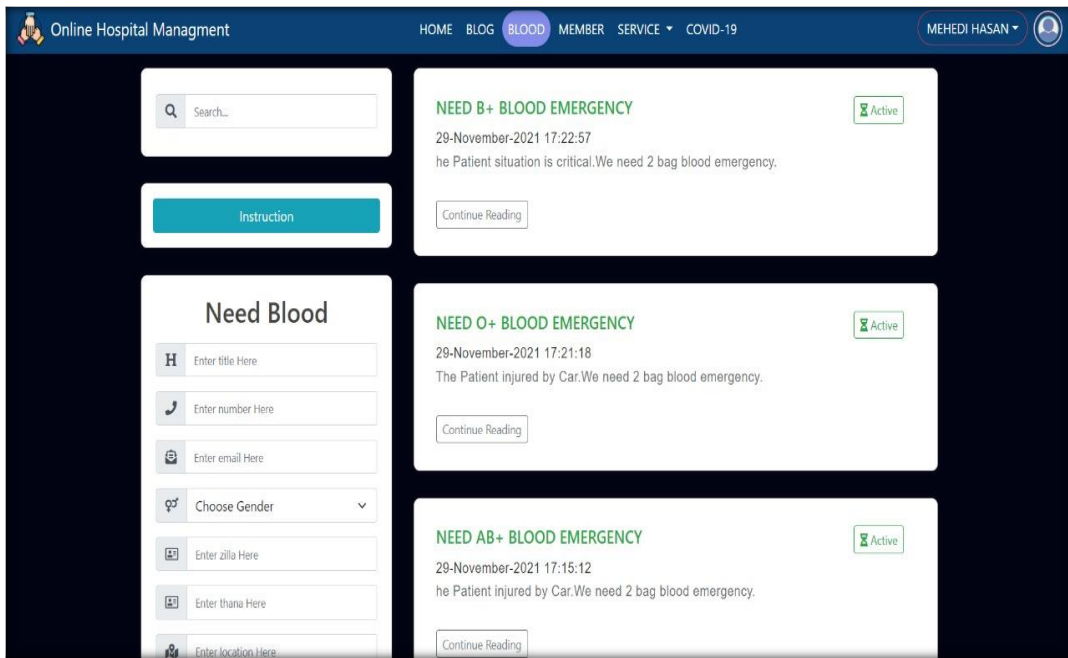 Online Hospital Managment
HOME BLOG BLOOD MEMBER SERVICE COVID-19
MEHEDI HASAN
Search...
Instruction
Need Blood
Enter title Here
Enter number Here
Enter email Here
Choose Gender
Enter zilla Here
Enter thana Here
Enter location Here
NEED B+ BLOOD EMERGENCY
Active
29-November-2021 17:22:57
he Patient situation is critical.We need 2 bag blood emergency.
Continue Reading
NEED O+ BLOOD EMERGENCY
Active
29-November-2021 17:21:18
The Patient injured by Car.We need 2 bag blood emergency.
Continue Reading
NEED AB+ BLOOD EMERGENCY
Active
29-November-2021 17:15:12
he Patient injured by Car.We need 2 bag blood emergency.
Continue Reading